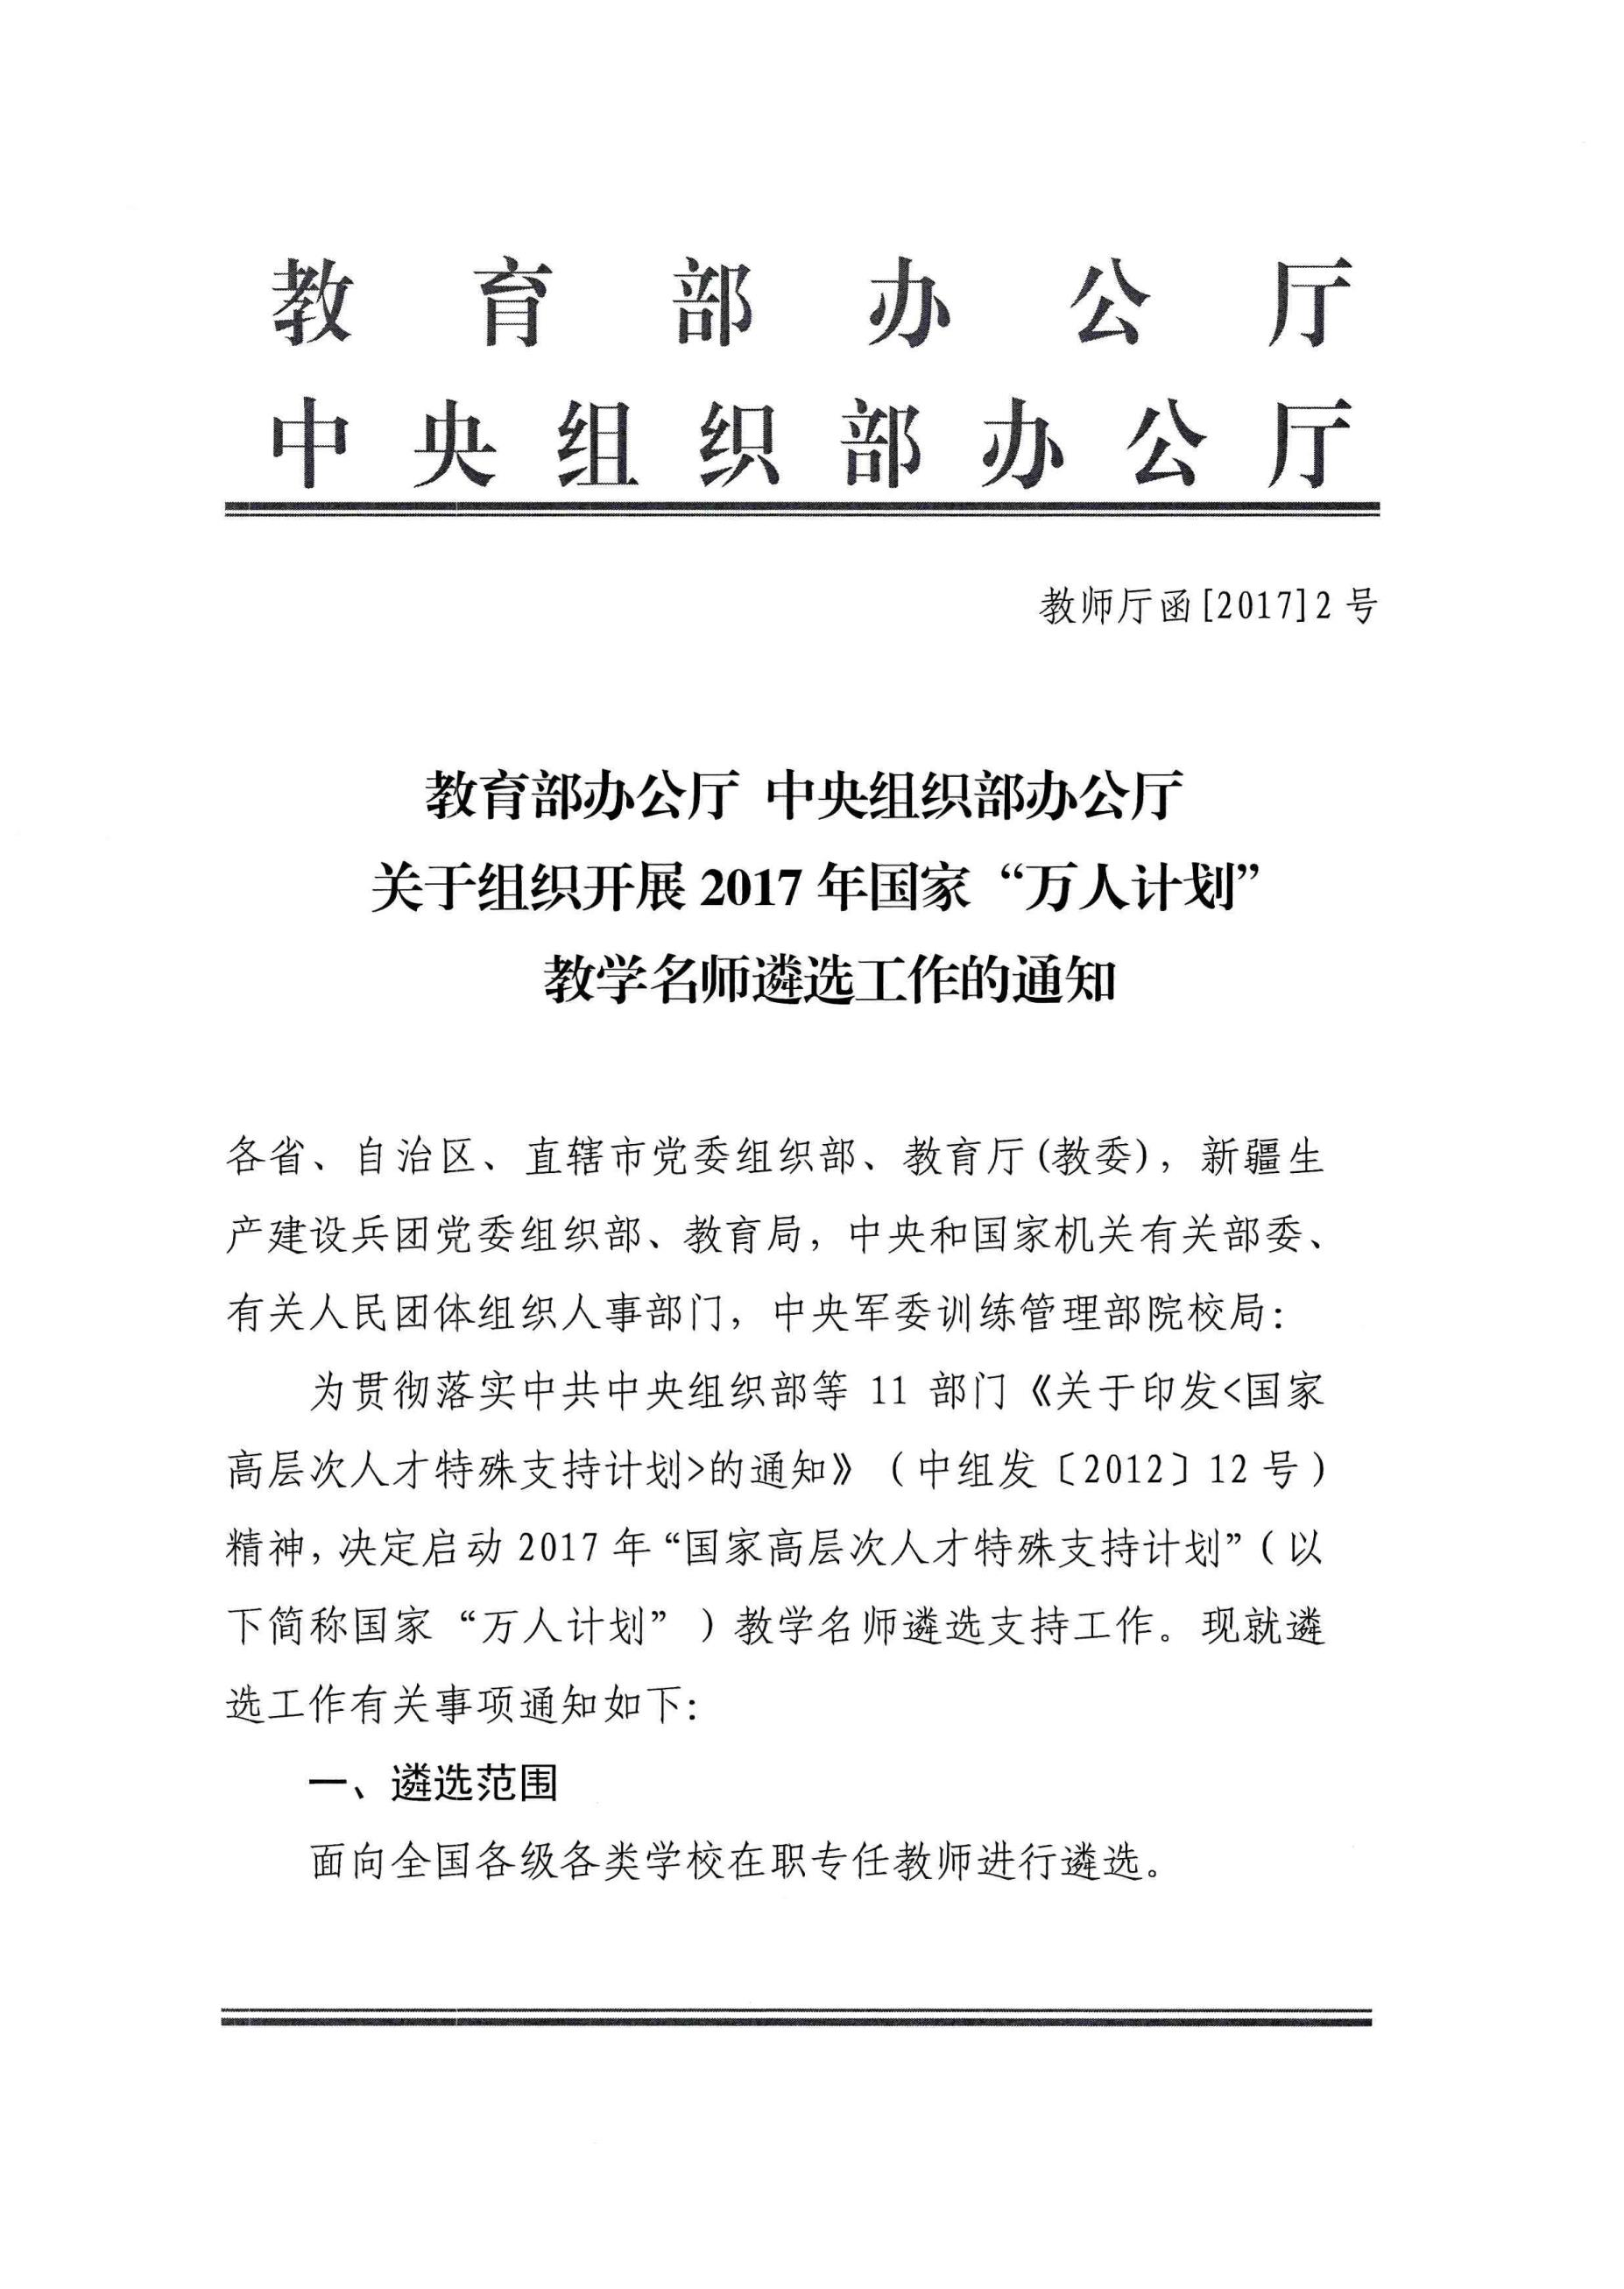 教育部办公厅
中央组织部办公厅
教师厅函[2017]2号
教育部办公厅 中央组织部办公厅
关于组织开展 2017 年国家“万人计划”
教学名师遴选工作的通知
各省、自治区、直辖市党委组织部、教育厅(教委)，新疆生
产建设兵团党委组织部、教育局，中央和国家机关有关部委、
有关人民团体组织人事部门，中央军委训练管理部院校局：
为贯彻落实中共中央组织部等 11 部门《关于印发<国家
高层次人才特殊支持计划>的通知》（中组发〔2012〕12 号）
精神，决定启动 2017 年“国家高层次人才特殊支持计划”（以
下简称国家“万人计划”）教学名师遴选支持工作。现就遴
选工作有关事项通知如下：
一、遴选范围
面向全国各级各类学校在职专任教师进行遴选。